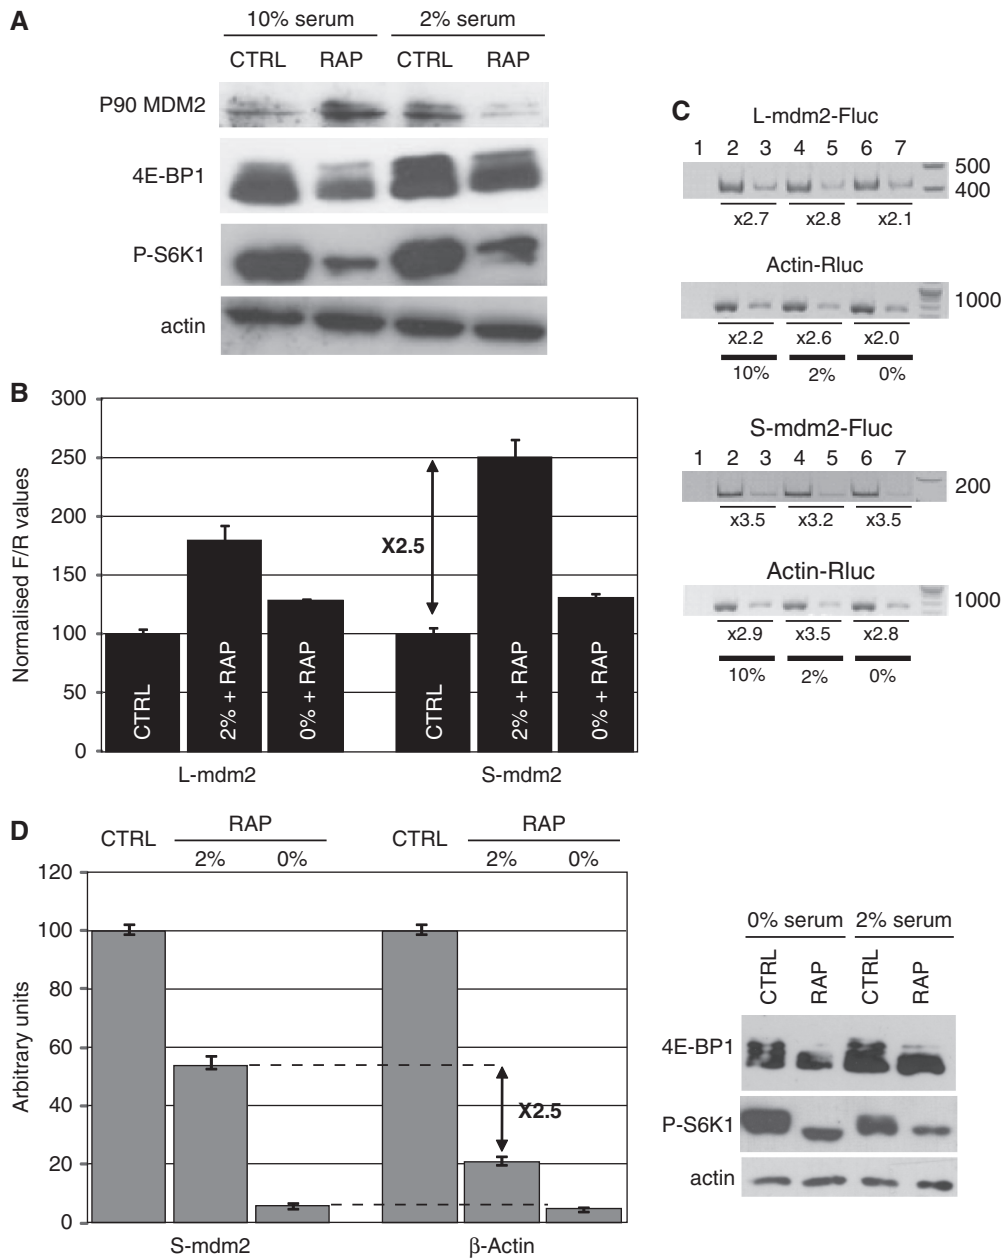 A
10% serum 2% serum
CTRL RAP CTRL RAP
P90 MDM2
4E-BP1
P-S6K1
actin
B
Normalised F/R values
300
250
200
150
100
50
0
X2.5
CTRL
2% + RAP
0% + RAP
CTRL
2% + RAP
0% + RAP
L-mdm2 S-mdm2
C
L-mdm2-Fluc
1 2 3 4 5 6 7
500
400
x2.7 x2.8 x2.1
Actin-Rluc
1000
x2.2 x2.6 x2.0
10% 2% 0%
S-mdm2-Fluc
1 2 3 4 5 6 7
200
x3.5 x3.2 x3.5
Actin-Rluc
1000
x2.9 x3.5 x2.8
10% 2% 0%
D
CTRL RAP CTRL RAP
2% 0% 2% 0%
Arbitrary units
120
100
80
60
40
20
0
X2.5
S-mdm2 β-Actin
0% serum 2% serum
CTRL RAP CTRL RAP
4E-BP1
P-S6K1
actin